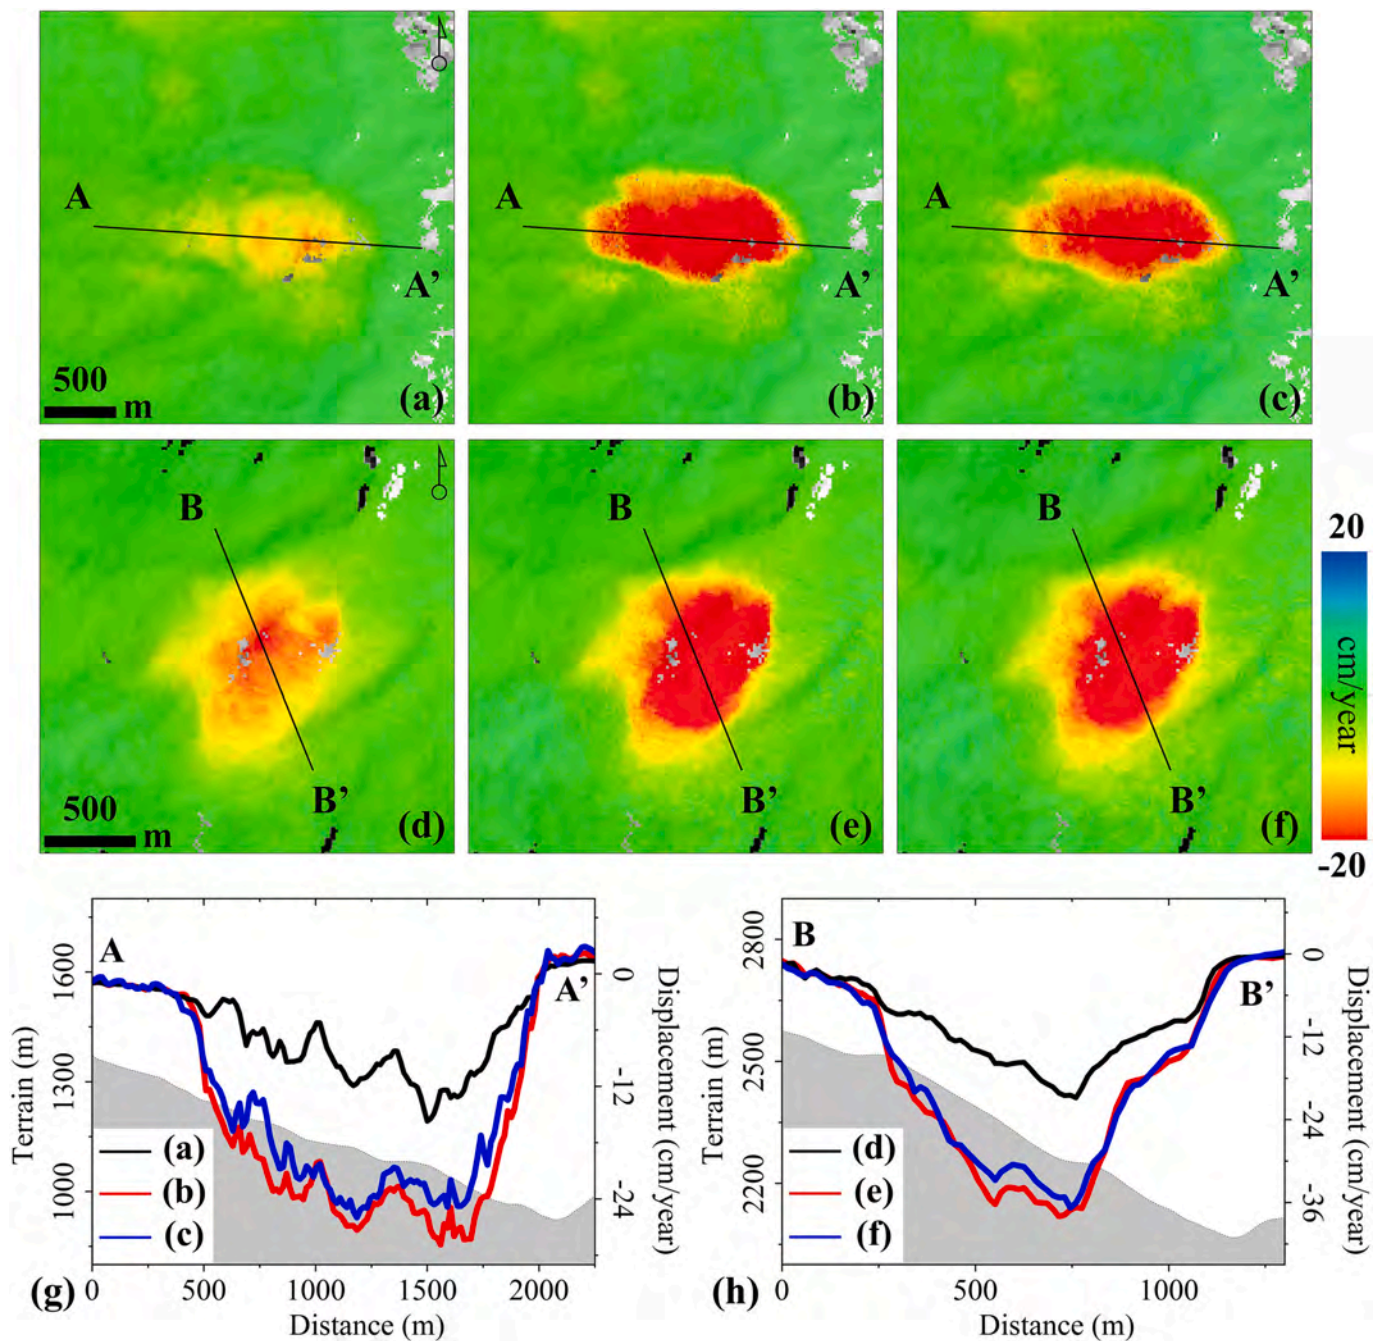 A
A’
500
m
(a)
A
A’
(b)
A
A’
(c)
B
B’
500
m
(d)
B
B’
(e)
B
B’
(f)
20
cm/year
-20
A
A’
Terrain (m)
1600
1300
1000
0
-12
-24
Displacement (cm/year)
(a)
(b)
(c)
0 500 1000 1500 2000
Distance (m)
(g)
B
B’
Terrain (m)
2800
2500
2200
0
-12
-24
-36
Displacement (cm/year)
(d)
(e)
(f)
0 500 1000
Distance (m)
(h)